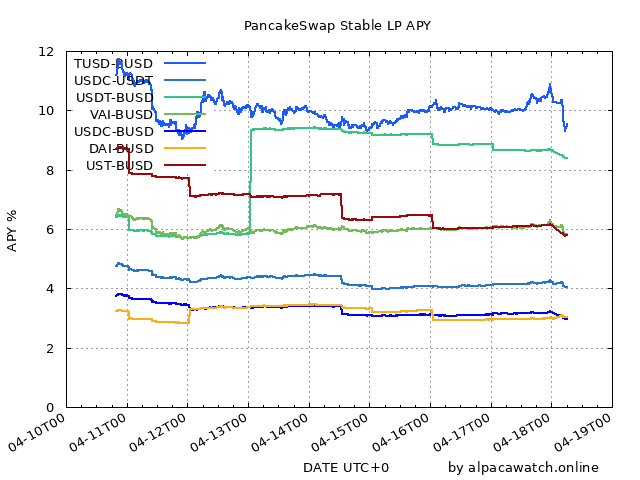 PancakeSwap Stable LP APY
12
10
8
6
4
2
0
APY %
TUSD-BUSD
USDC-USDT
USDT-BUSD
VAI-BUSD
USDC-BUSD
DAI-BUSD
UST-BUSD
04-10T00 04-11T00 04-12T00 04-13T00 04-14T00 04-15T00 04-16T00 04-17T00 04-18T00 04-19T00
DATE UTC+0 by alpacawatch.online